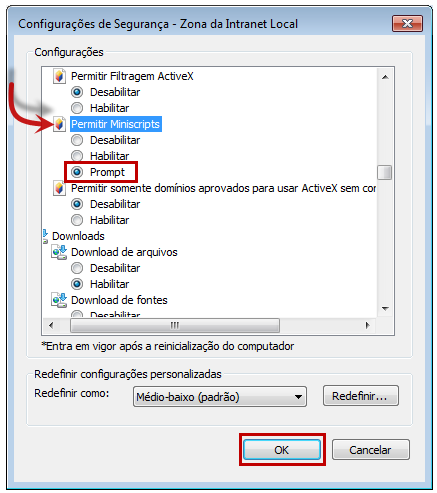 Configurações de Segurança - Zona da Intranet Local
Configurações
Permitir Filtragem ActiveX
Desabilitar
Habilitar
Permitir Miniscripts
Desabilitar
Habilitar
Prompt
Permitir somente domínios aprovados para usar ActiveX sem con
Desabilitar
Habilitar
Downloads
Download de arquivos
Desabilitar
Habilitar
Download de fontes
Desabilitar
*Entra em vigor após a reinicialização do computador
Redefinir configurações personalizadas
Redefinir como:
Médio-baixo (padrão)
Redefinir...
OK
Cancelar